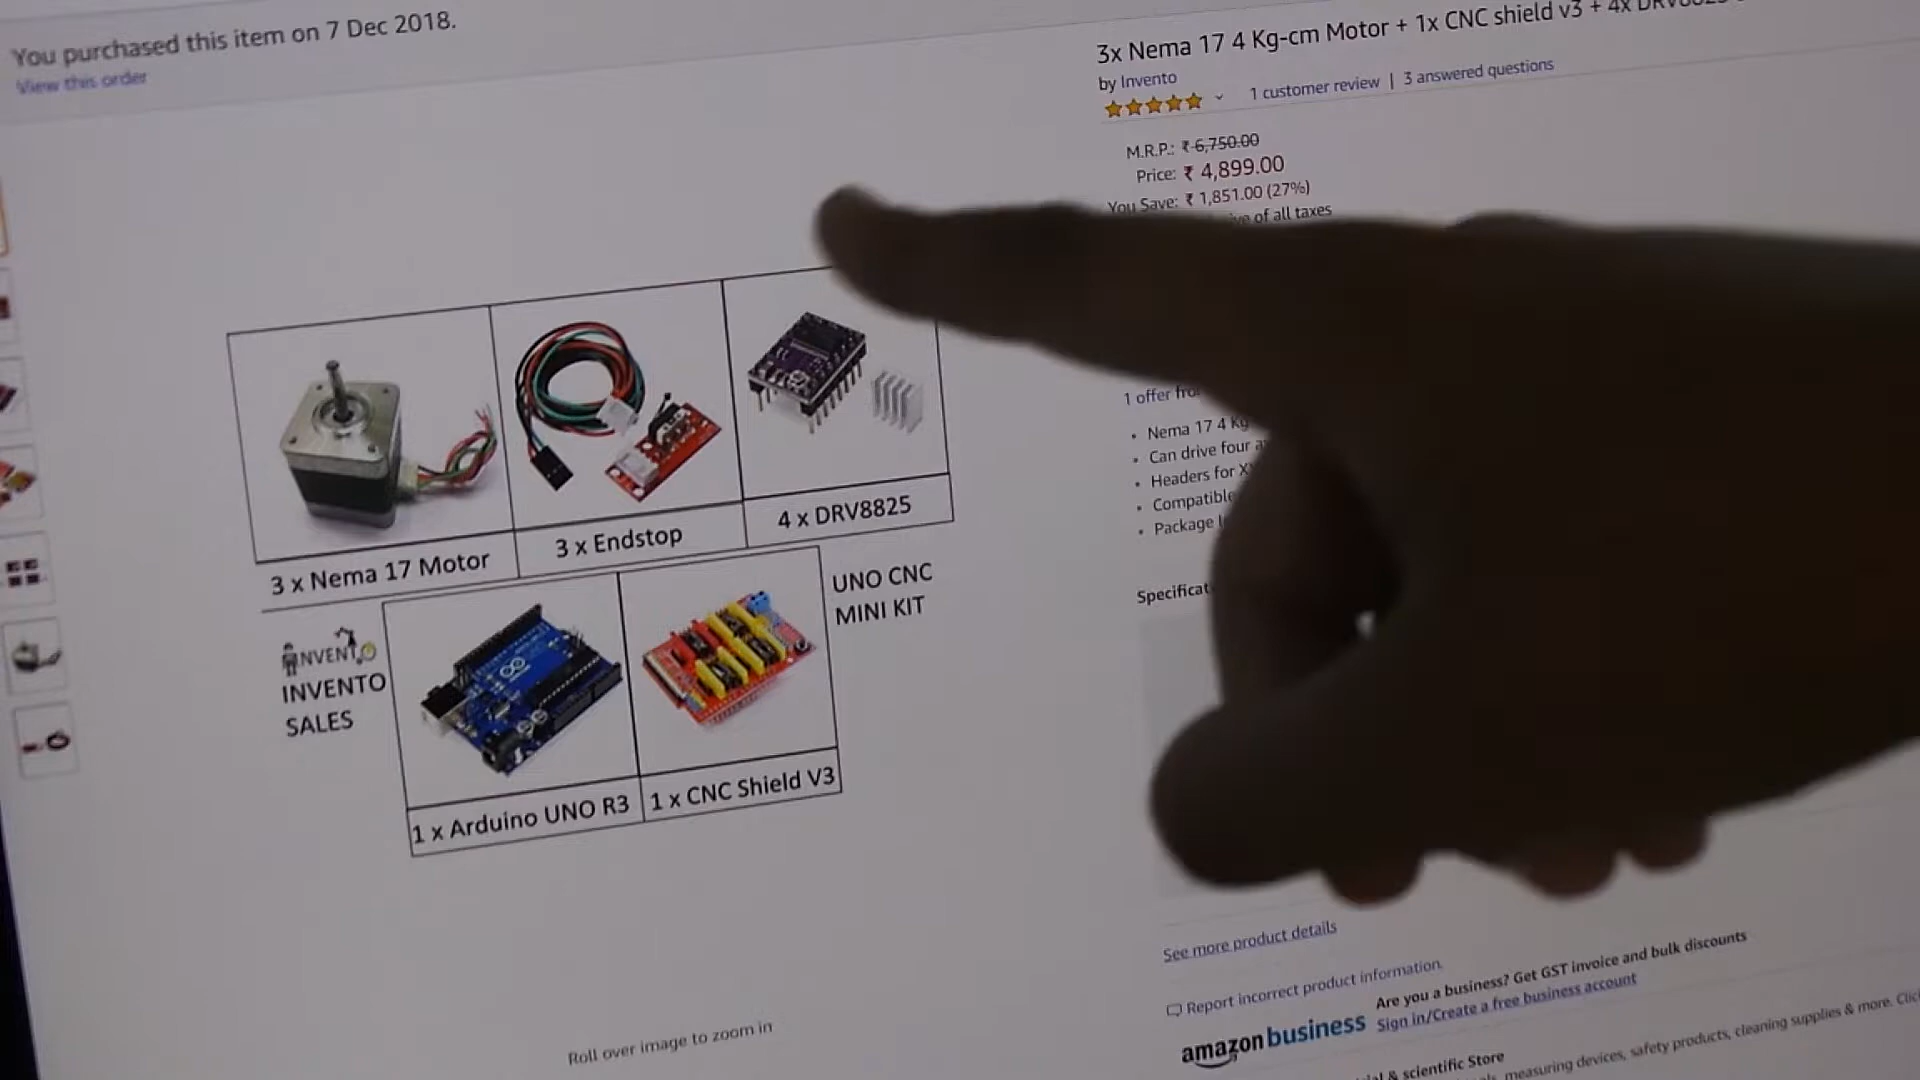 You purchased this item on 7 Dec 2018.
View this order
3x Nema 17 4 Kg-cm Motor + 1x CNC shield v3 + 4x
by Invento
1 customer review | 3 answered questions
M.R.P.: ₹ 6,750.00
Price: ₹ 4,899.00
You Save: ₹ 1,851.00 (27%)
of all taxes
1 offer
Nema 17 4
Can drive four
Headers for
Compatible
Package
3 x Nema 17 Motor
3 x Endstop
4 x DRV8825
UNO CNC
MINI KIT
INVENTO
INVENTO
SALES
1 x Arduino UNO R3
1 x CNC Shield V3
See more product details
Report incorrect product information.
amazon business
Are you a business? Get GST invoice and bulk discounts
Sign in/Create a free business account
& scientific Store
measuring devices, safety products, cleaning supplies & more.
Roll over image to zoom in